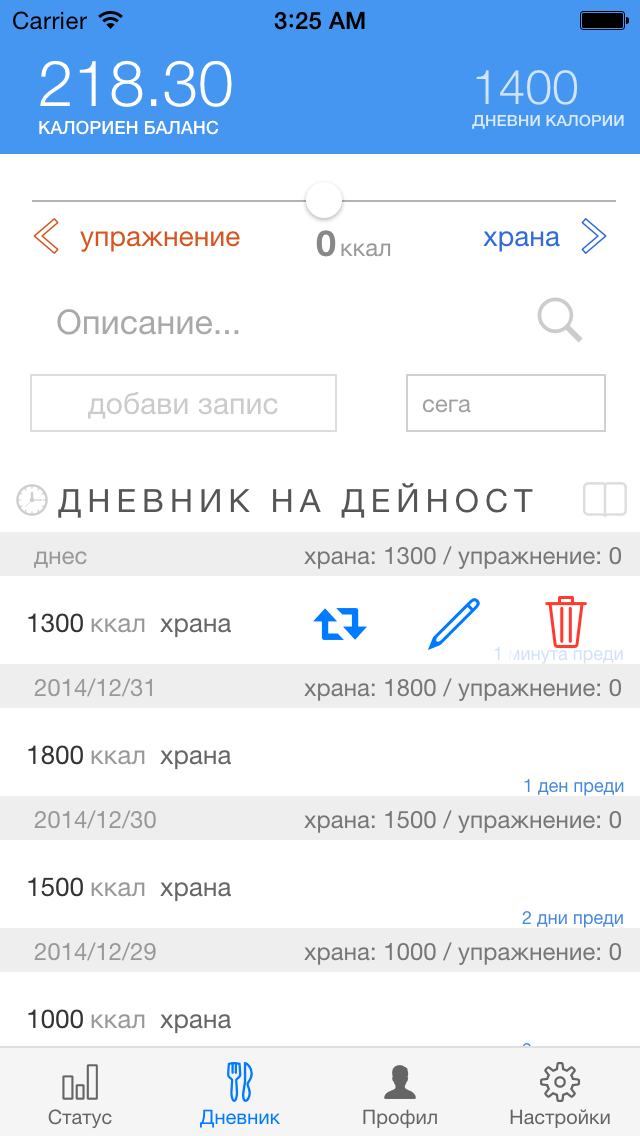 Carrier 3:25 AM
218.30 1400
КАЛОРИЕН БАЛАНС ДНЕВНИ КАЛОРИИ
упражнение 0 ккал храна
Описание...
добави запис сега
ДНЕВНИК НА ДЕЙНОСТ
днес храна: 1300 / упражнение: 0
1300 ккал храна
1 минута преди
2014/12/31 храна: 1800 / упражнение: 0
1800 ккал храна
1 ден преди
2014/12/30 храна: 1500 / упражнение: 0
1500 ккал храна
2 дни преди
2014/12/29 храна: 1000 / упражнение: 0
1000 ккал храна
Статус Дневник Профил Настройки